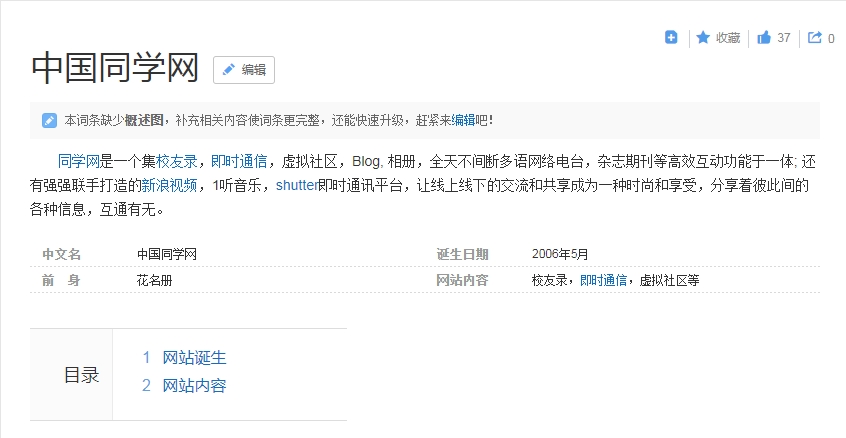 收藏 37 0
中国同学网 编辑
本词条缺少概述图，补充相关内容使词条更完整，还能快速升级，赶紧来编辑吧！
同学网是一个集校友录，即时通信，虚拟社区，Blog, 相册，全天不间断多语网络电台，杂志期刊等高效互动功能于一体; 还
有强强联手打造的新浪视频，1听音乐，shutter即时通讯平台，让线上线下的交流和共享成为一种时尚和享受，分享着彼此间的
各种信息，互通有无。
中文名 中国同学网 诞生日期 2006年5月
前 身 花名册 网站内容 校友录，即时通信，虚拟社区等
目录
1 网站诞生
2 网站内容